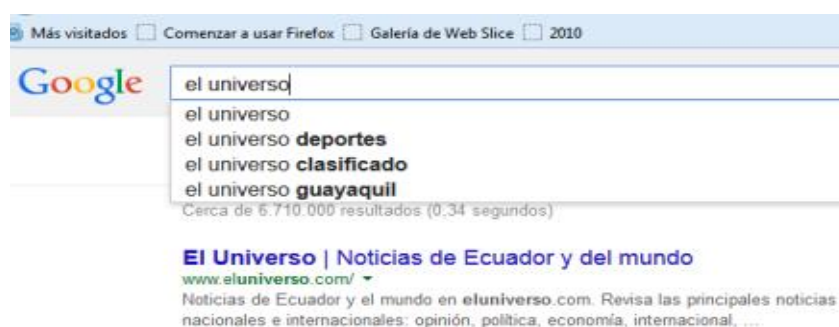 Más visitados Comenzar a usar Firefox Galería de Web Slice 2010
Google el universo
el universo
el universo deportes
el universo clasificado
el universo guayaquil
Cerca de 6.710.000 resultados (0,34 segundos)
El Universo | Noticias de Ecuador y del mundo
www.eluniverso.com/
Noticias de Ecuador y el mundo en eluniverso.com. Revisa las principales noticias
nacionales e internacionales: opinión, política, economía, internacional, ...